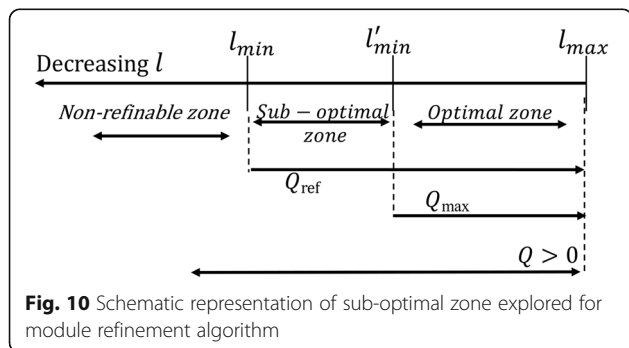 l_min l'_min l_max
Decreasing l
Non-refinable zone Sub − optimal Optimal zone
zone
Q_ref
Q_max
Q > 0
Fig. 10 Schematic representation of sub-optimal zone explored for
module refinement algorithm